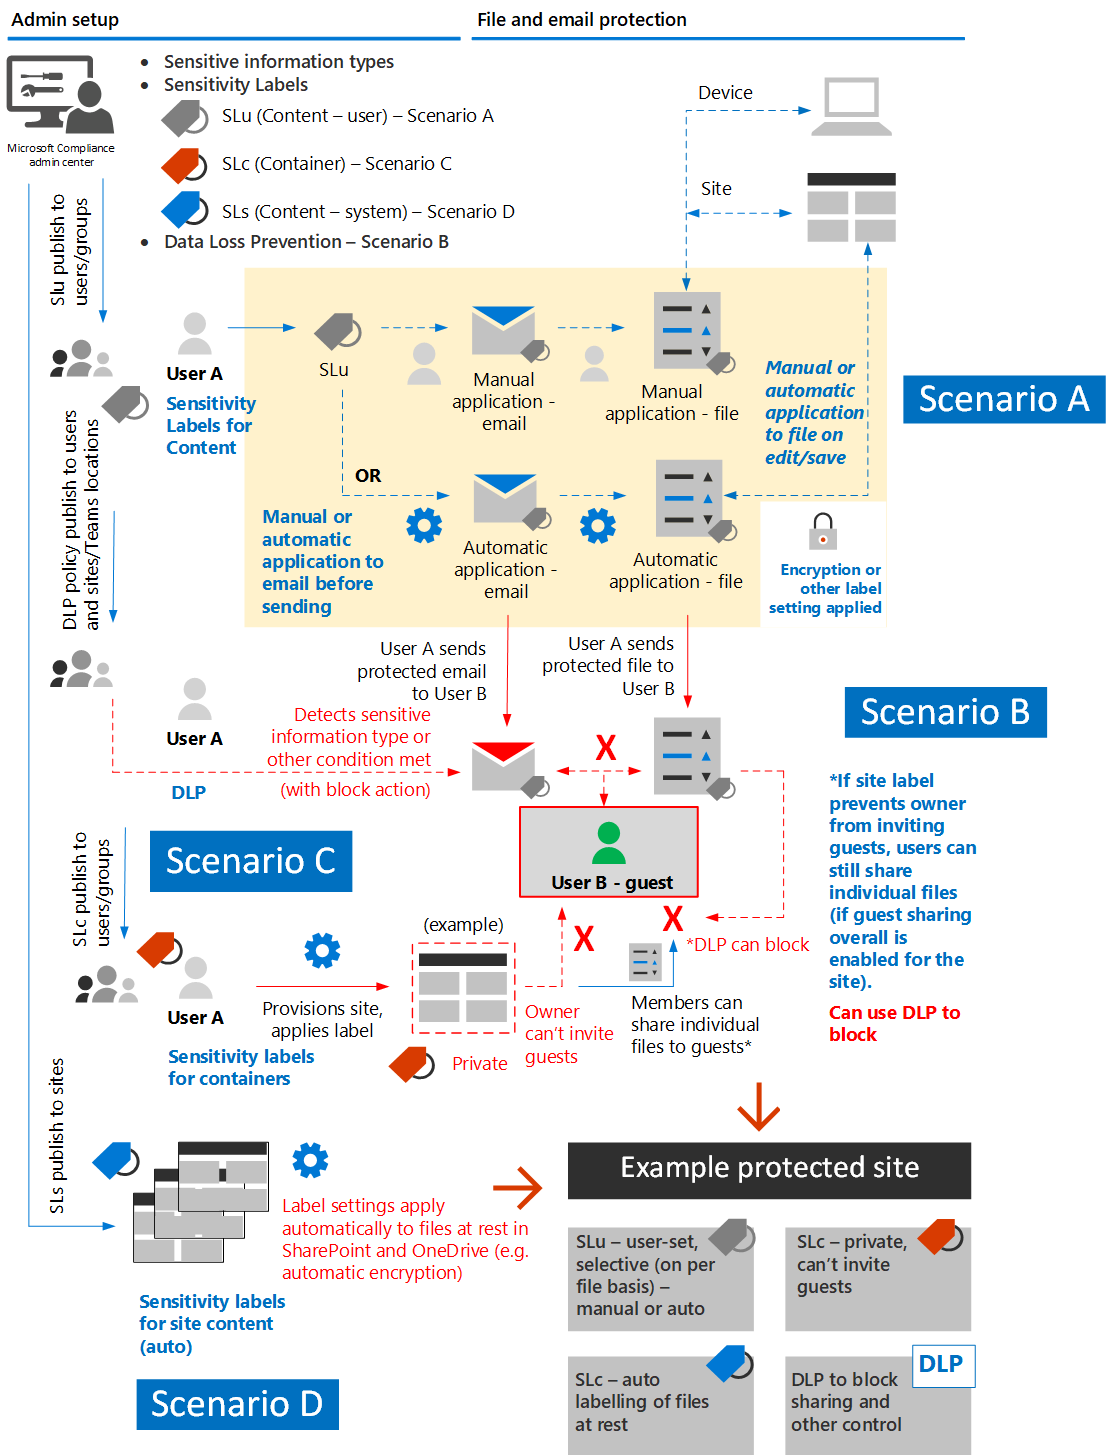 Admin setup
File and email protection
Microsoft Compliance
admin center
• Sensitive information types
• Sensitivity Labels
SLu (Content – user) – Scenario A
SLc (Container) – Scenario C
SLs (Content – system) – Scenario D
• Data Loss Prevention – Scenario B
Device
Site
Slu publish to
users/groups
User A
Sensitivity
Labels for
Content
SLu
OR
Manual
application -
email
Manual
application - file
Manual or
automatic
application
to file on
edit/save
Scenario A
Manual or
automatic
application to
email before
sending
Automatic
application -
email
Automatic
application - file
Encryption or
other label
setting applied
DLP policy publish to users
and sites/Teams locations
User A sends
protected email
to User B
User A sends
protected file to
User B
Scenario B
User A
DLP
Detects sensitive
information type or
other condition met
(with block action)
X
User B - guest
*If site label
prevents owner
from inviting
guests, users can
still share
individual files
(if guest sharing
overall is
enabled for the
site).
Can use DLP to
block
Scenario C
SLc publish to
users/groups
User A
Sensitivity labels
for containers
Provisions site,
applies label
(example)
Private
X
Owner
can't invite
guests
X
*DLP can block
Members can
share individual
files to guests*
SLs publish to sites
Label settings apply
automatically to files at rest in
SharePoint and OneDrive (e.g.
automatic encryption)
Sensitivity labels
for site content
(auto)
Scenario D
Example protected site
SLu – user-set,
selective (on per
file basis) –
manual or auto
SLc – private,
can't invite
guests
SLc – auto
labelling of files
at rest
DLP
DLP to block
sharing and
other control